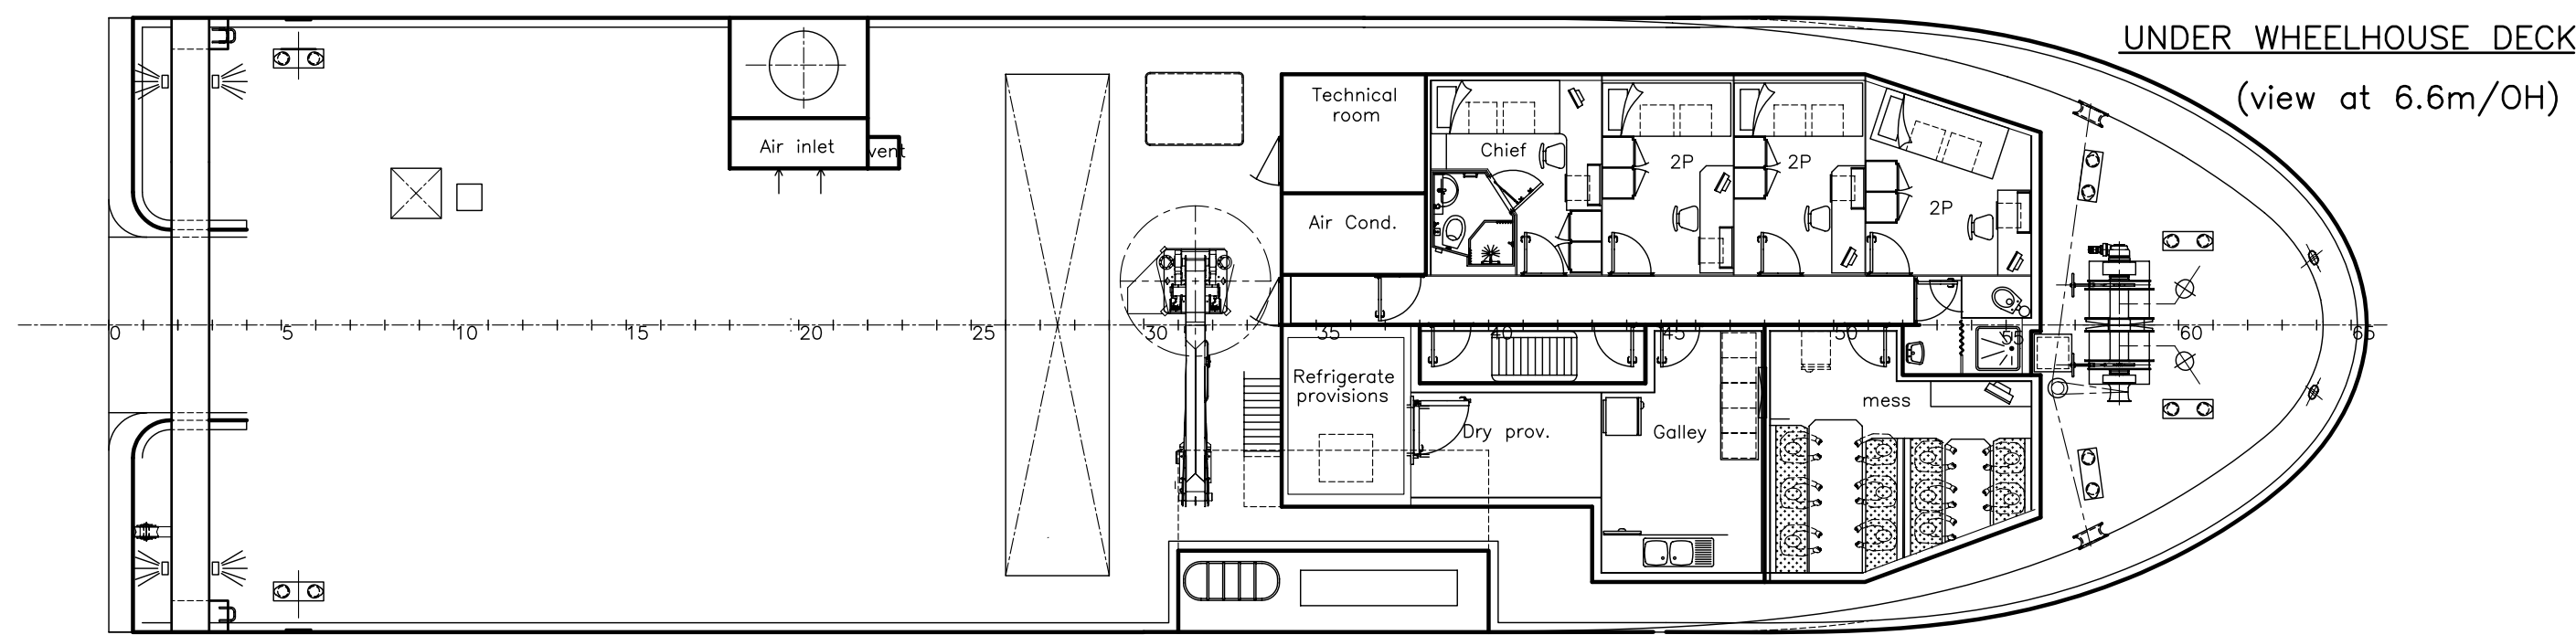 UNDER WHEELHOUSE DECK
(view at 6.6m/OH)
Technical
room
Air inlet
vent
Chief
2P
2P
2P
Air Cond.
0
5
10
15
20
25
30
35
40
45
50
55
60
65
Refrigerate
provisions
Dry prov.
Galley
mess